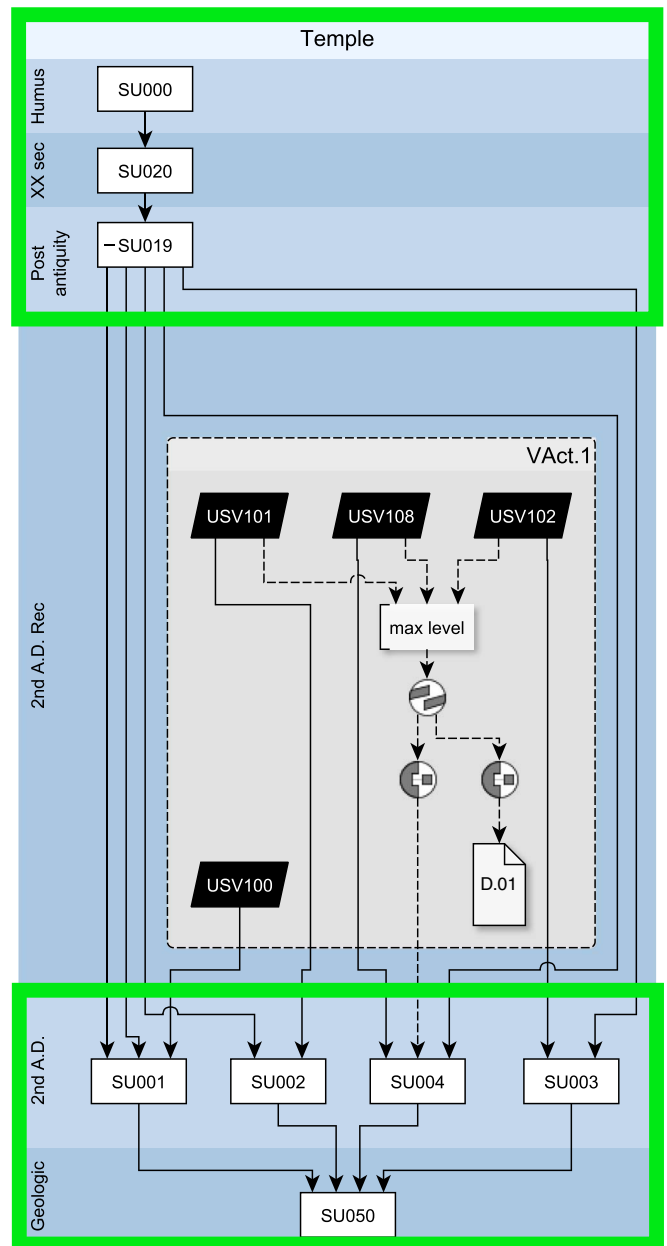 Temple
Humus
SU000
XX sec
SU020
Post
antiquity
–SU019
2nd A.D. Rec
VAct.1
USV101
USV108
USV102
max level
D.01
USV100
2nd A.D.
SU001
SU002
SU004
SU003
Geologic
SU050